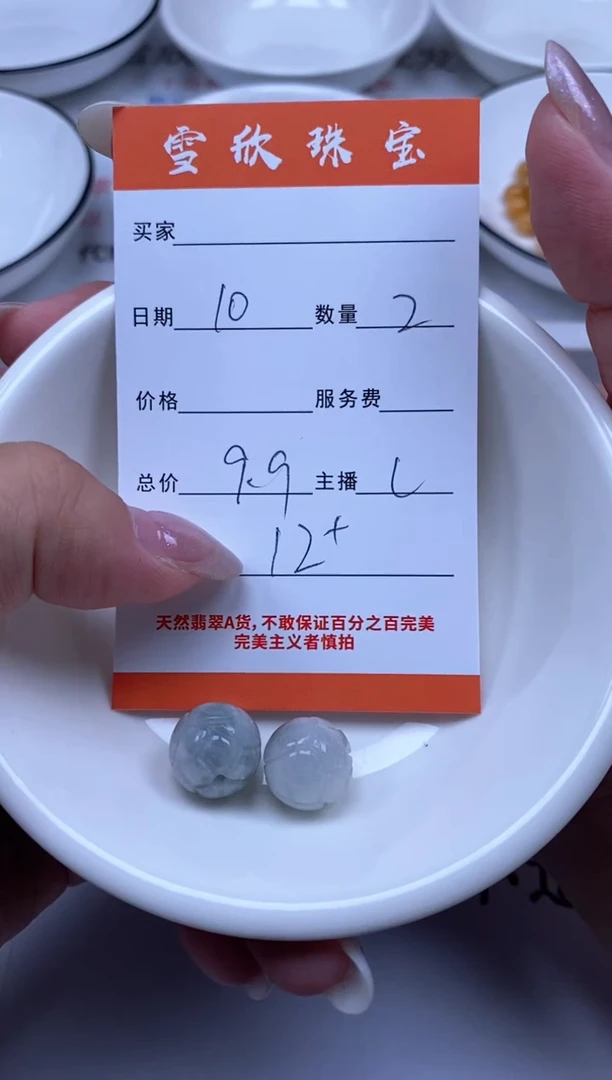 雪欣珠宝
买家
日期 10 数量 2
价格 服务费
总价 9.9 主播 L
12+
天然翡翠A货,不敢保证百分之百完美
完美主义者慎拍